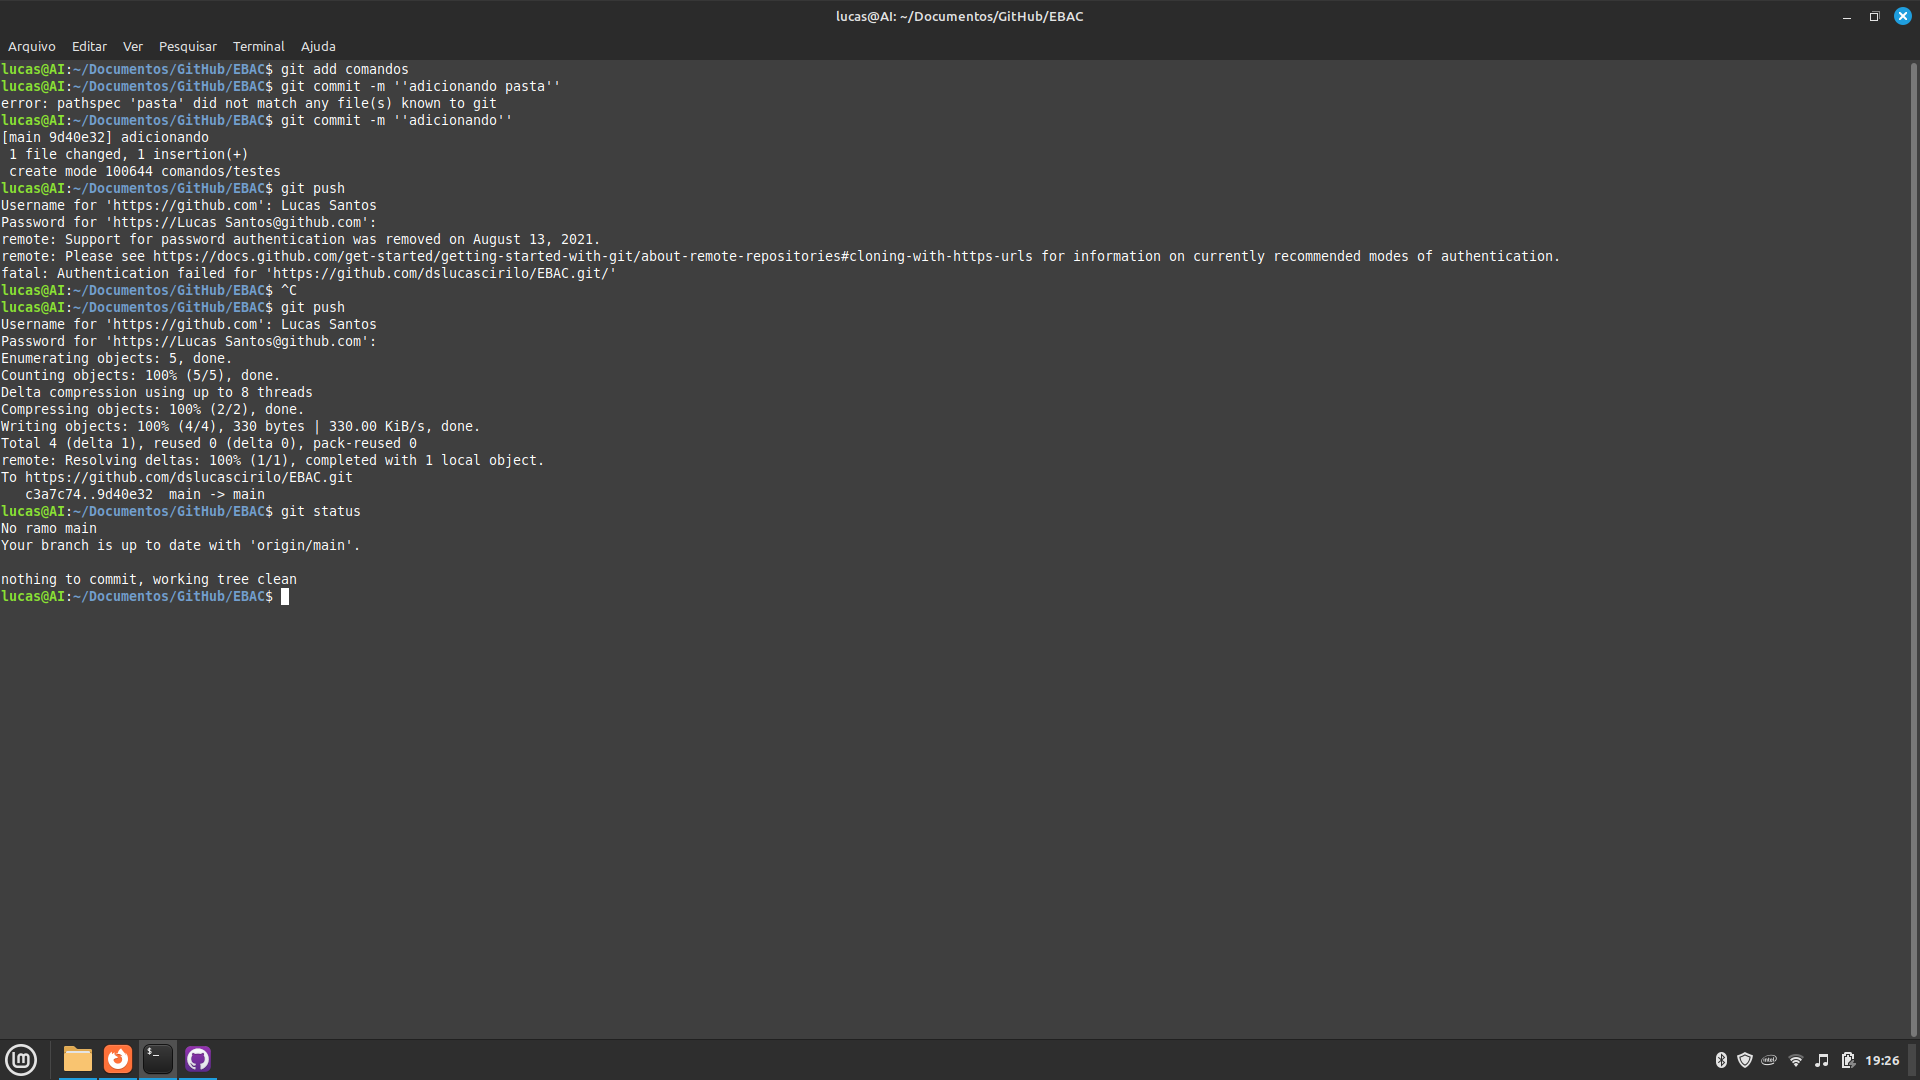 lucas@AI: ~/Documentos/GitHub/EBAC
Arquivo Editar Ver Pesquisar Terminal Ajuda
lucas@AI:~/Documentos/GitHub/EBAC$ git add comandos
lucas@AI:~/Documentos/GitHub/EBAC$ git commit -m ''adicionando pasta''
error: pathspec 'pasta' did not match any file(s) known to git
lucas@AI:~/Documentos/GitHub/EBAC$ git commit -m ''adicionando''
[main 9d40e32] adicionando
 1 file changed, 1 insertion(+)
 create mode 100644 comandos/testes
lucas@AI:~/Documentos/GitHub/EBAC$ git push
Username for 'https://github.com': Lucas Santos
Password for 'https://Lucas Santos@github.com':
remote: Support for password authentication was removed on August 13, 2021.
remote: Please see https://docs.github.com/get-started/getting-started-with-git/about-remote-repositories#cloning-with-https-urls for information on currently recommended modes of authentication.
fatal: Authentication failed for 'https://github.com/dslucascirilo/EBAC.git/'
lucas@AI:~/Documentos/GitHub/EBAC$ ^C
lucas@AI:~/Documentos/GitHub/EBAC$ git push
Username for 'https://github.com': Lucas Santos
Password for 'https://Lucas Santos@github.com':
Enumerating objects: 5, done.
Counting objects: 100% (5/5), done.
Delta compression using up to 8 threads
Compressing objects: 100% (2/2), done.
Writing objects: 100% (4/4), 330 bytes | 330.00 KiB/s, done.
Total 4 (delta 1), reused 0 (delta 0), pack-reused 0
remote: Resolving deltas: 100% (1/1), completed with 1 local object.
To https://github.com/dslucascirilo/EBAC.git
   c3a7c74..9d40e32  main -> main
lucas@AI:~/Documentos/GitHub/EBAC$ git status
No ramo main
Your branch is up to date with 'origin/main'.
nothing to commit, working tree clean
lucas@AI:~/Documentos/GitHub/EBAC$
$_
intel
19:26